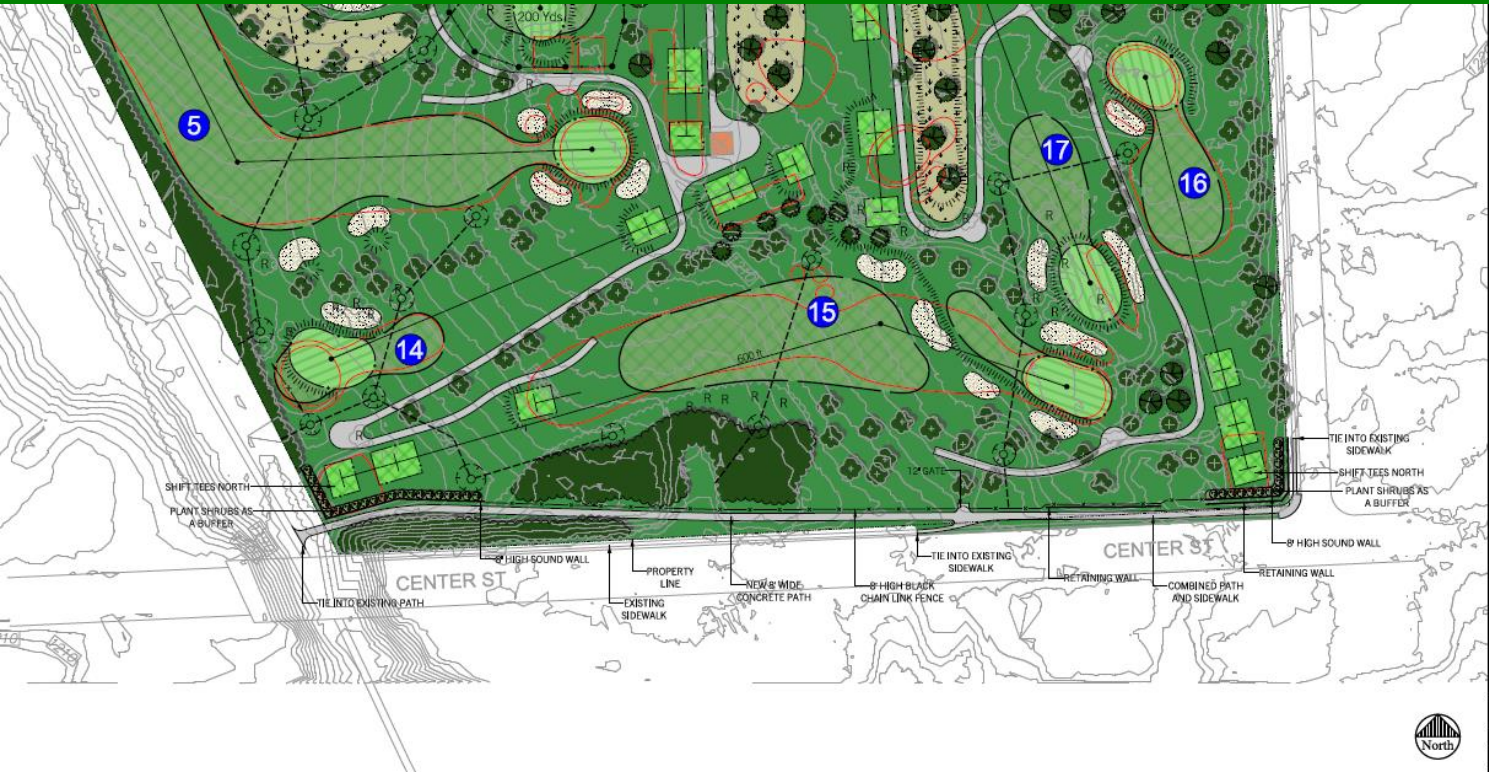 200 Yds
R
5
17
16
R
R
R
R
R
R
R
R
R
R
R
15
14
600 ft
R
R R R R
R
R
12' GATE
TIE INTO EXISTING
SIDEWALK
SHIFT TEES NORTH
SHIFT TEES NORTH
PLANT SHRUBS AS
A BUFFER
PLANT SHRUBS AS
A BUFFER
8' HIGH SOUND WALL
8' HIGH SOUND WALL
CENTER ST
TIE INTO EXISTING
SIDEWALK
CENTER ST
PROPERTY
LINE
NEW 8' WIDE
CONCRETE PATH
8' HIGH BLACK
CHAIN LINK FENCE
RETAINING WALL
RETAINING WALL
COMBINED PATH
AND SIDEWALK
TIE INTO EXISTING PATH
EXISTING
SIDEWALK
North